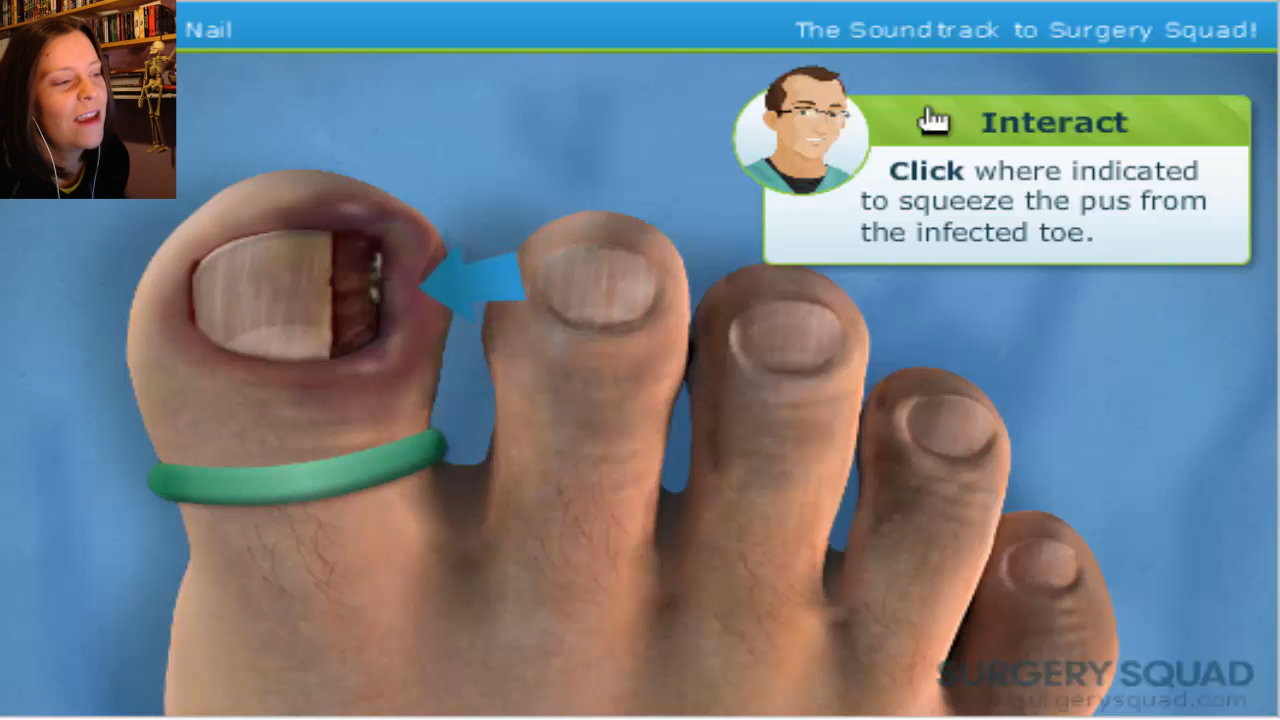 Nail
The Soundtrack to Surgery Squad!
Interact
Click where indicated
to squeeze the pus from
the infected toe.
SURGERY SQUAD
surgerysquad.com